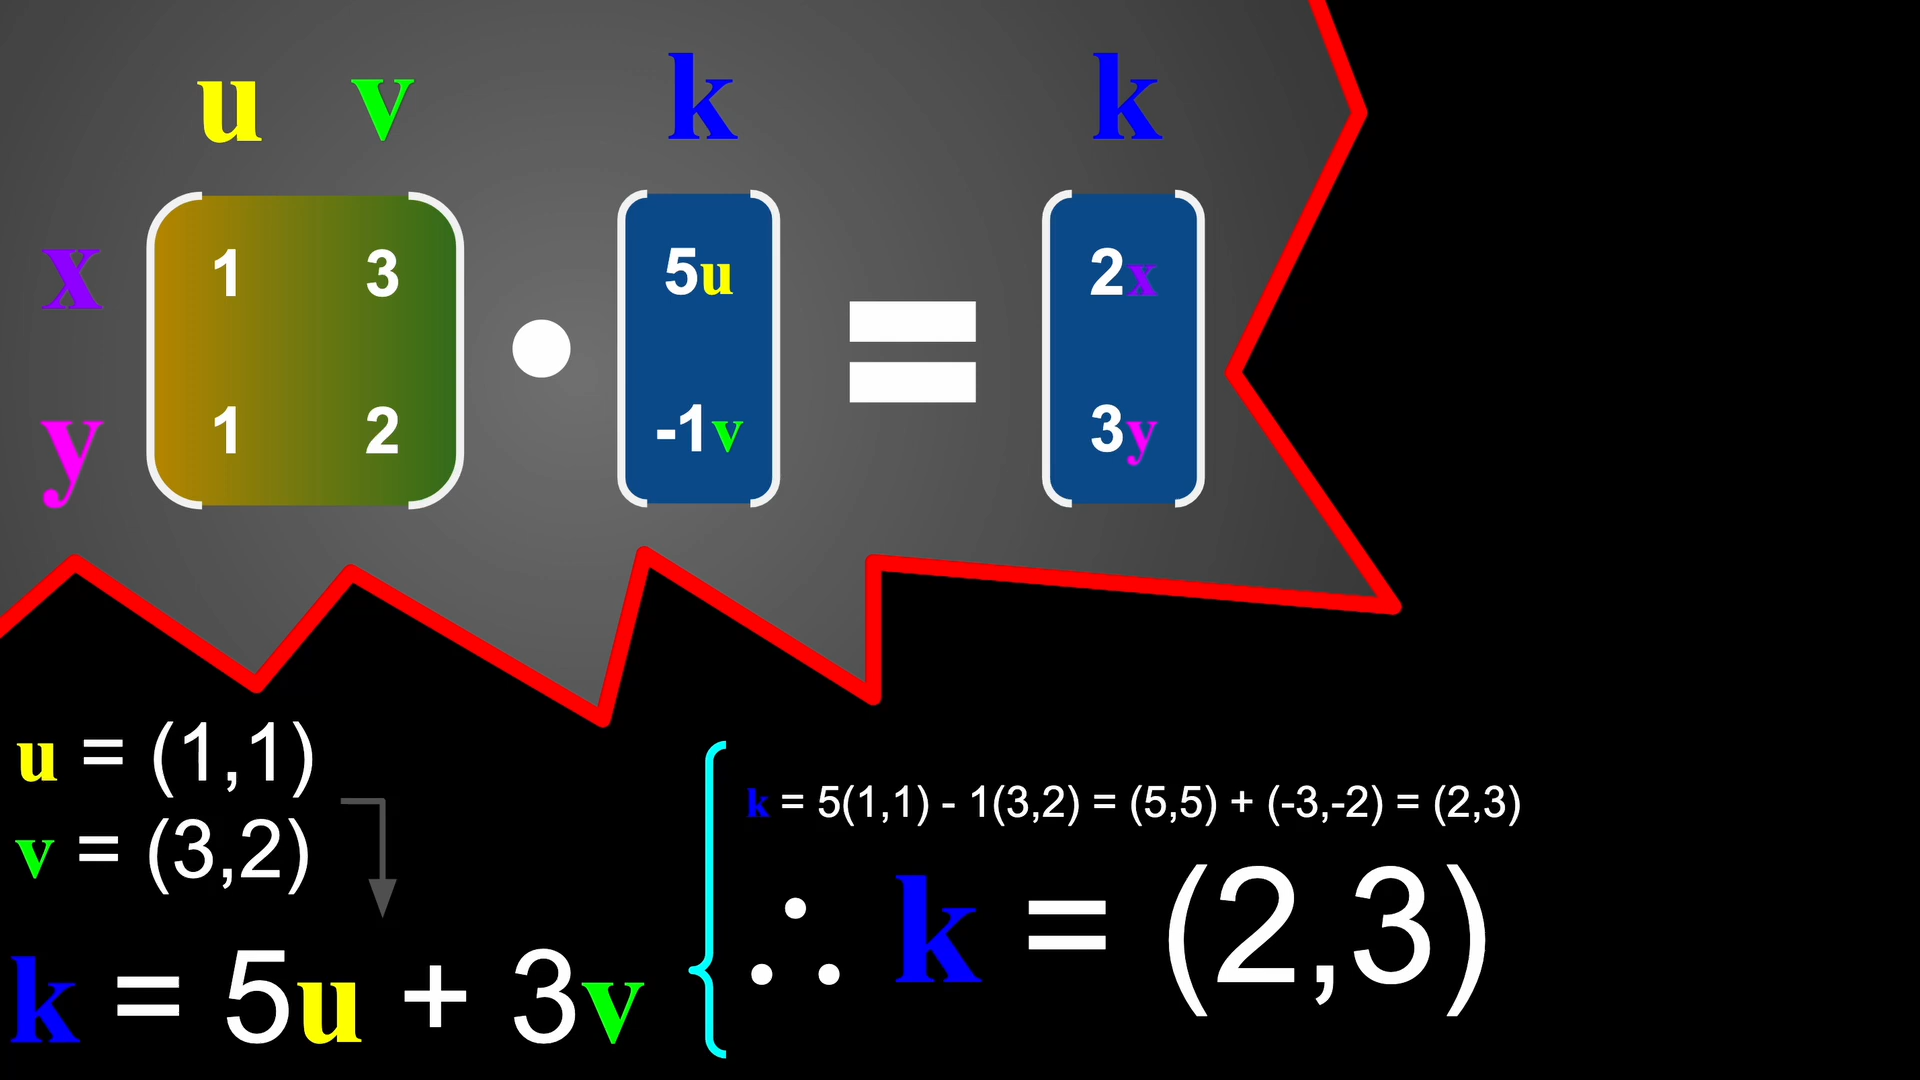 u v k k
x 1 3 5u 2x
• =
y 1 2 -1v 3y
u = (1,1)
v = (3,2)
k = 5u + 3v
k = 5(1,1) - 1(3,2) = (5,5) + (-3,-2) = (2,3)
∴ k = (2,3)